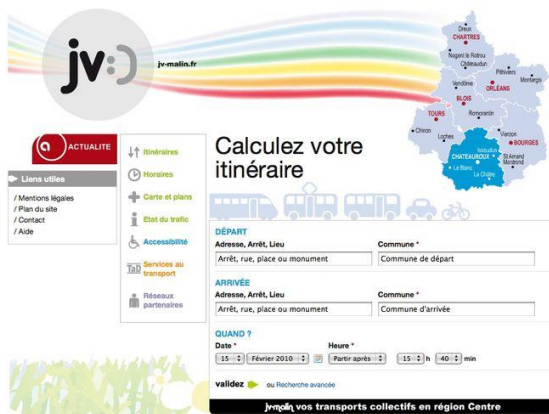 jv:)
jv-malin.fr
Dreux
CHARTRES
Nogent le Rotrou
Châteaudun
Pithiviers
Montargis
Vendôme
ORLÉANS
BLOIS
TOURS
Romorantin
Chinon
Loches
Vierzon
BOURGES
Issoudun
CHATEAUROUX
St Amand
Montrond
Le Blanc
La Châtre
a ACTUALITE
Liens utiles
/ Mentions légales
/ Plan du site
/ Contact
/ Aide
Itinéraires
Horaires
Carte et plans
Etat du trafic
Accessibilité
TaD Services au
transport
Réseaux
partenaires
Calculez votre
itinéraire
DÉPART
Adresse, Arrêt, Lieu Commune *
Arrêt, rue, place ou monument Commune de départ
ARRIVÉE
Adresse, Arrêt, Lieu Commune *
Arrêt, rue, place ou monument Commune d'arrivée
QUAND ?
Date * Heure *
15 Février 2010 Partir après 15 h 40 min
validez ou Recherche avancée
jv-malin, vos transports collectifs en région Centre